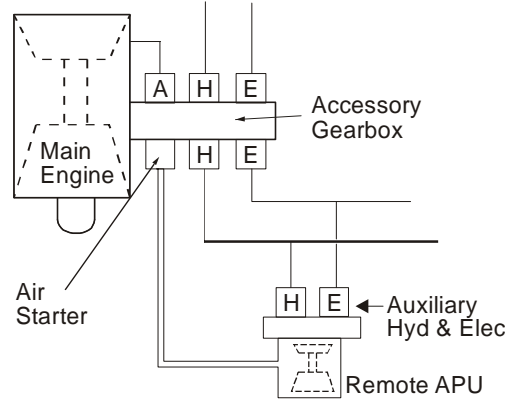 A H E
Accessory
Gearbox
Main
Engine
H E
Air
Starter
H E
Auxiliary
Hyd & Elec
Remote APU